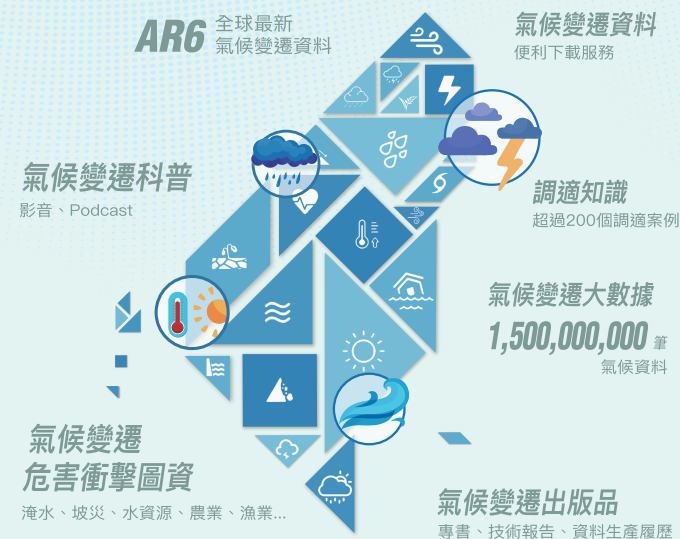 AR6 全球最新
氣候變遷資料
氣候變遷資料
便利下載服務
氣候變遷科普
影音、Podcast
調適知識
超過200個調適案例
氣候變遷大數據
1,500,000,000 筆
氣候資料
氣候變遷
危害衝擊圖資
淹水、坡災、水資源、農業、漁業...
氣候變遷出版品
專書、技術報告、資料生產履歷